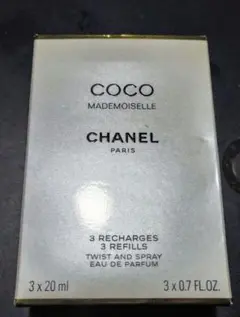 COCO
MADEMOISELLE
CHANEL
PARIS
3 RECHARGES
3 REFILLS
TWIST AND SPRAY
EAU DE PARFUM
3 x 20 ml 3 x 0.7 FL.OZ.